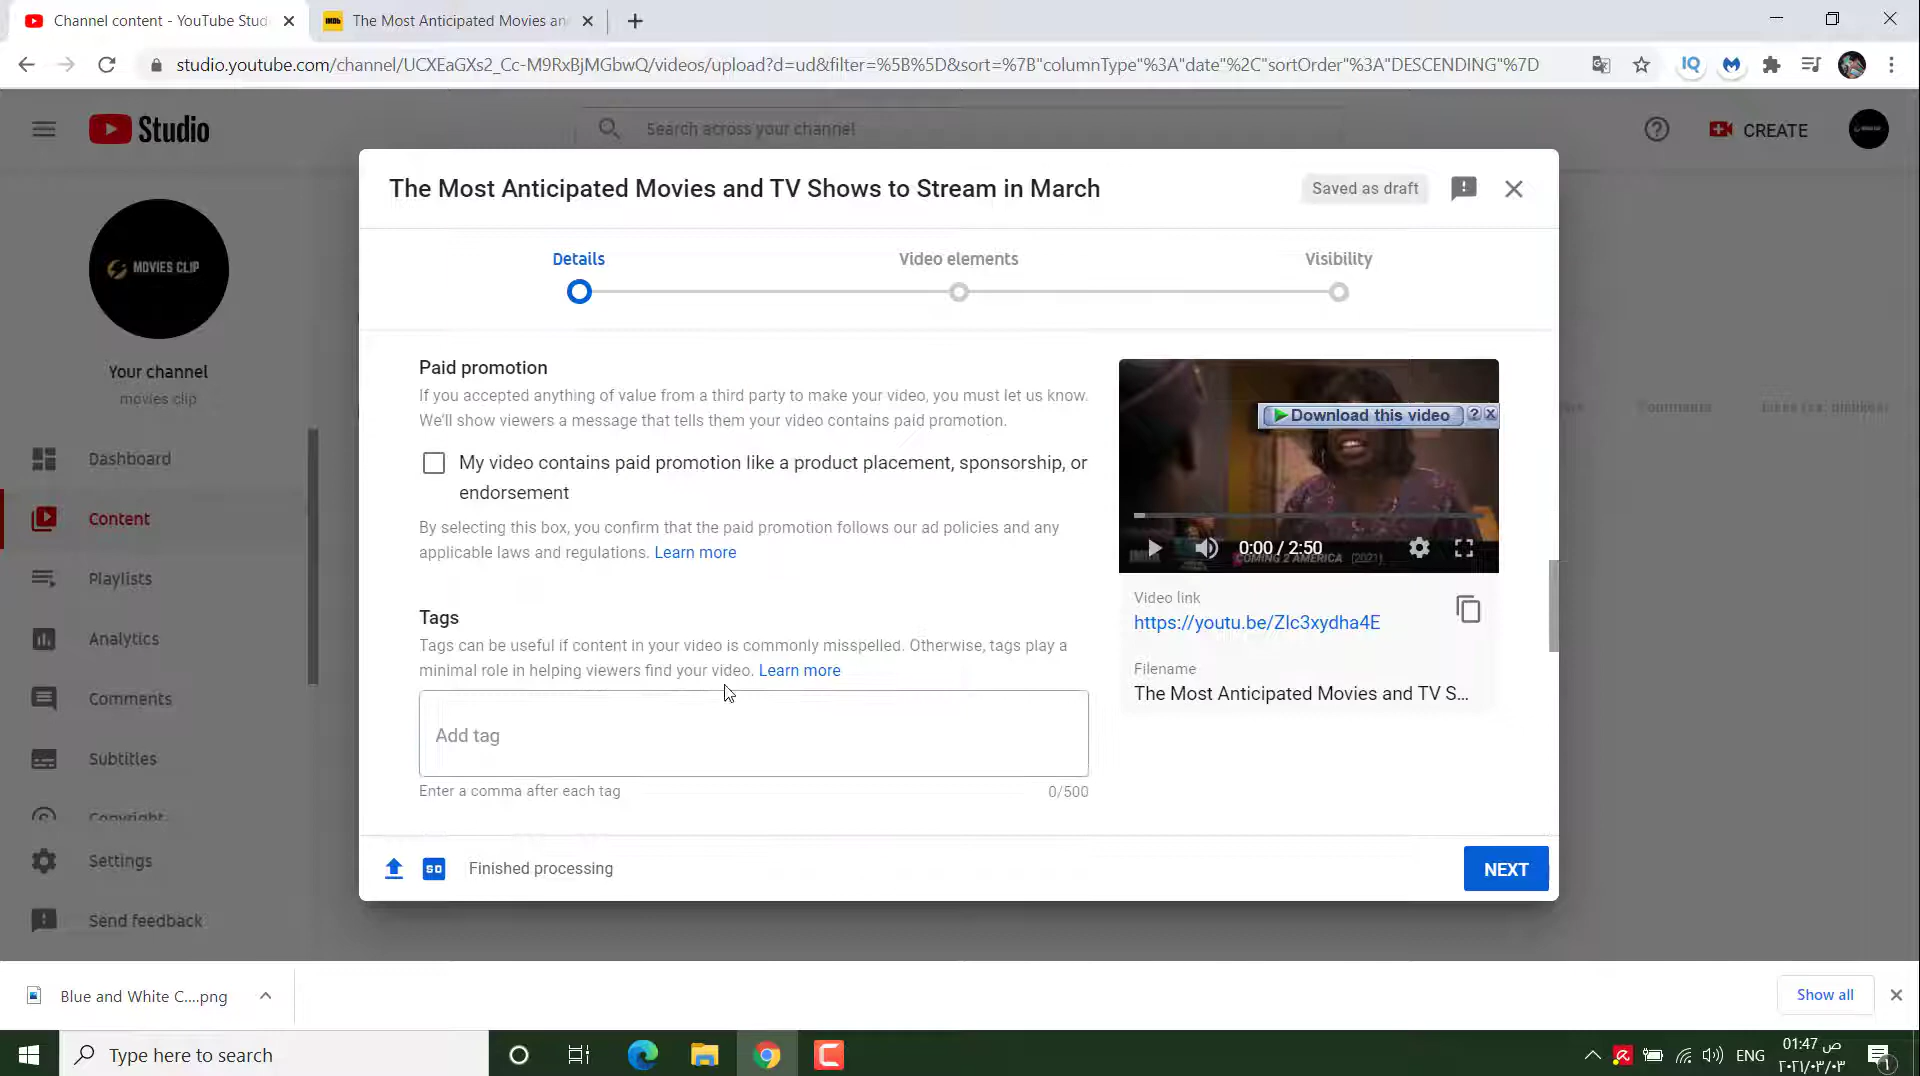 Channel content - YouTube Stud
The Most Anticipated Movies an
studio.youtube.com/channel/UCXEaGXs2_Cc-M9RxBjMGbwQ/videos/upload?d=ud&filter=%5B%5D&sort=%7B"columnType"%3A"date"%2C"sortOrder"%3A"DESCENDING"%7D
Studio
Search across your channel
CREATE
The Most Anticipated Movies and TV Shows to Stream in March
Saved as draft
Details
Video elements
Visibility
MOVIES CLIP
Your channel
movies clip
Dashboard
Content
Playlists
Analytics
Comments
Subtitles
Copyright
Settings
Send feedback
Paid promotion
If you accepted anything of value from a third party to make your video, you must let us know.
We'll show viewers a message that tells them your video contains paid promotion.
My video contains paid promotion like a product placement, sponsorship, or
endorsement
By selecting this box, you confirm that the paid promotion follows our ad policies and any
applicable laws and regulations. Learn more
Tags
Tags can be useful if content in your video is commonly misspelled. Otherwise, tags play a
minimal role in helping viewers find your video. Learn more
Add tag
Enter a comma after each tag
0/500
Download this video
0:00 / 2:50
COMING 2 AMERICA (2021)
Video link
https://youtu.be/Zlc3xydha4E
Filename
The Most Anticipated Movies and TV S...
Comments
Finished processing
NEXT
Blue and White C....png
Show all
Type here to search
ENG
01:47 ص
٢٠٢١/٠٣/٠٣